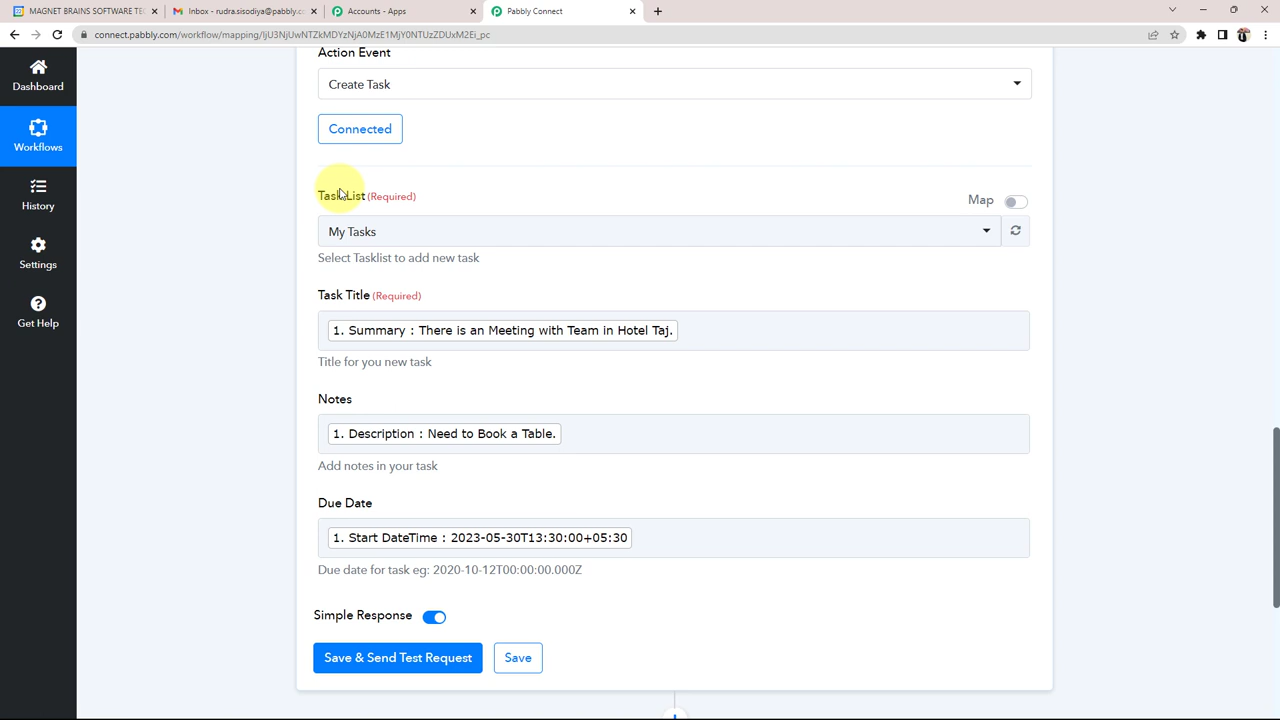 MAGNET BRAINS SOFTWARE TEC
Inbox - rudra.sisodiya@pabbly.c
Accounts - Apps
Pabbly Connect
connect.pabbly.com/workflow/mapping/IjU3NjUwNTZkMDYzNjA0MzE1MjY0NTUzZDUxM2Ei_pc
Dashboard
Workflows
History
Settings
Get Help
Action Event
Create Task
Connected
Task List (Required)
Map
My Tasks
Select Tasklist to add new task
Task Title (Required)
1. Summary : There is an Meeting with Team in Hotel Taj.
Title for you new task
Notes
1. Description : Need to Book a Table.
Add notes in your task
Due Date
1. Start DateTime : 2023-05-30T13:30:00+05:30
Due date for task eg: 2020-10-12T00:00:00.000Z
Simple Response
Save & Send Test Request
Save